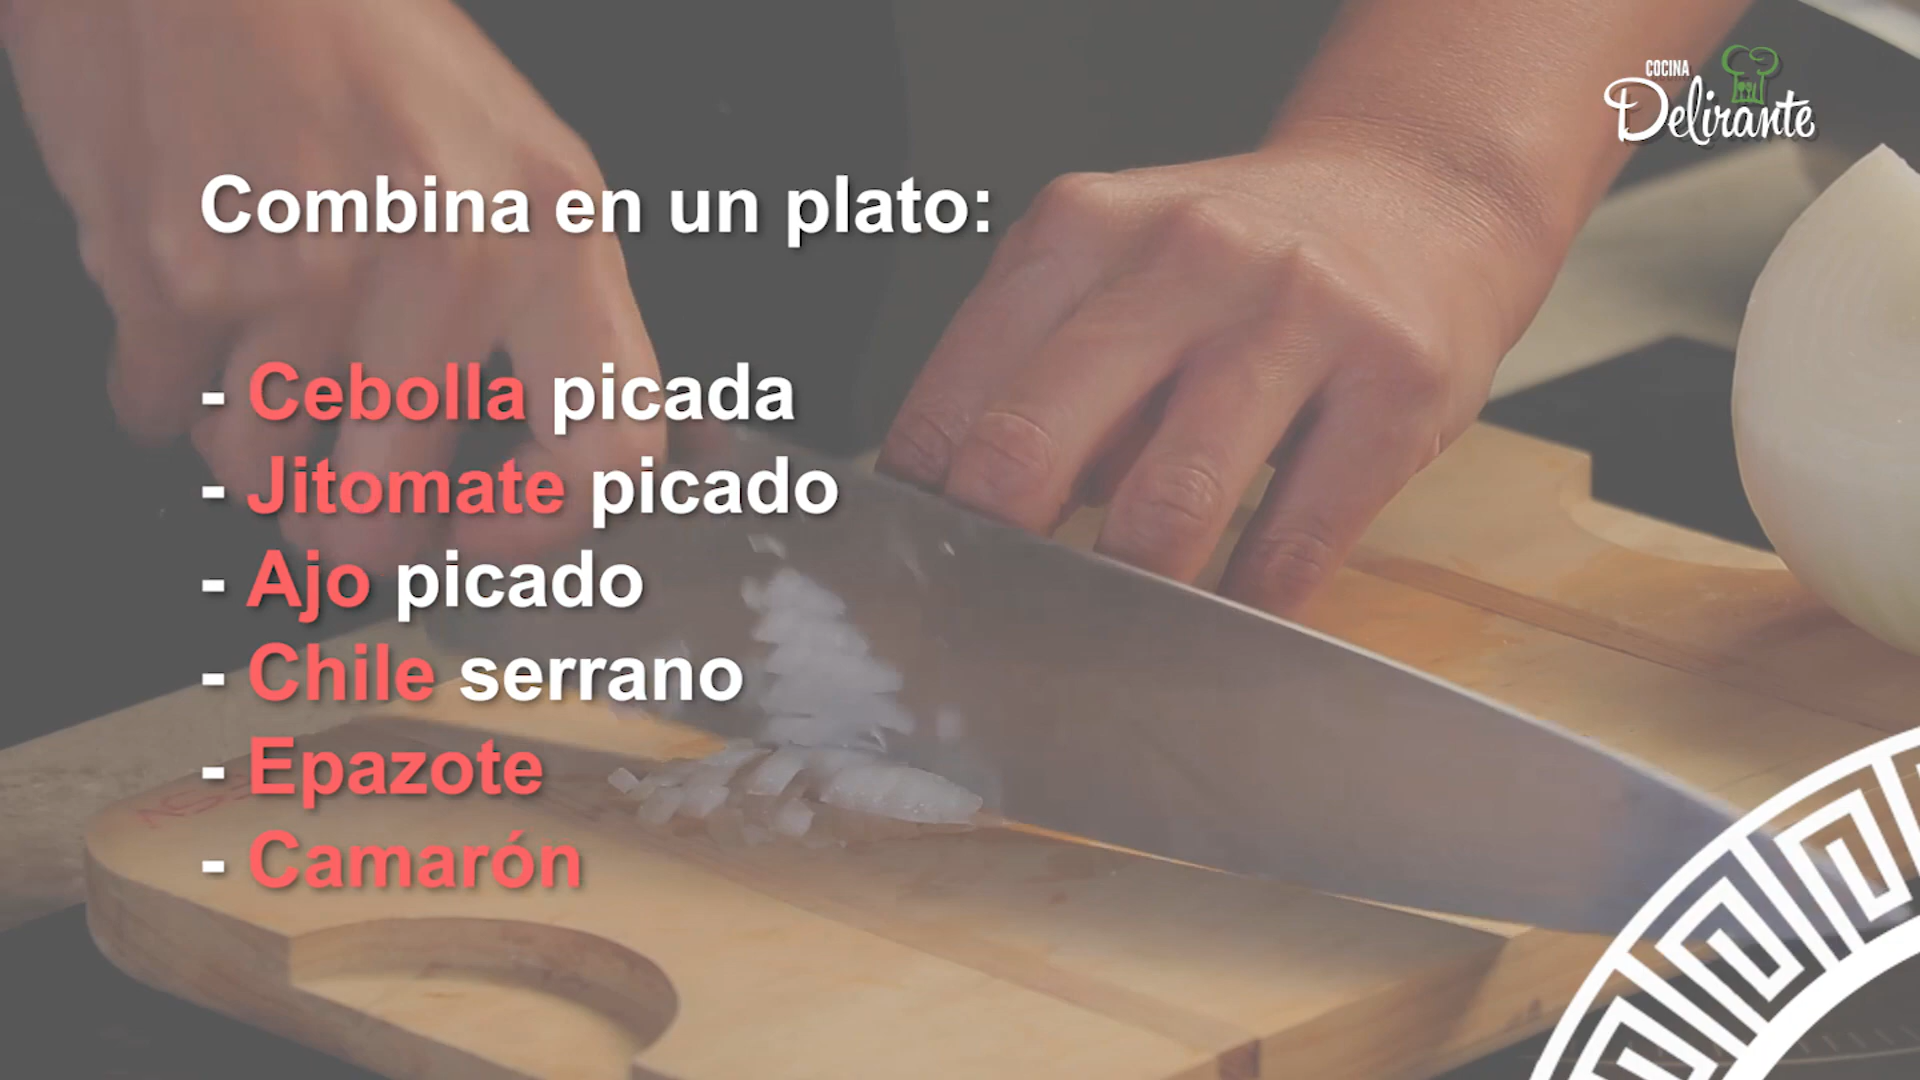 COCINA
Delirante
Combina en un plato:
- Cebolla picada
- Jitomate picado
- Ajo picado
- Chile serrano
- Epazote
- Camarón